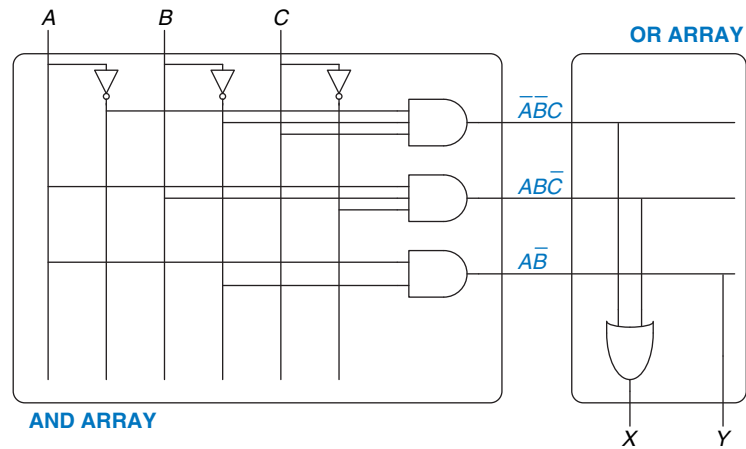 A B C
OR ARRAY
A̅B̅C
ABC̅
AB̅
AND ARRAY
X Y